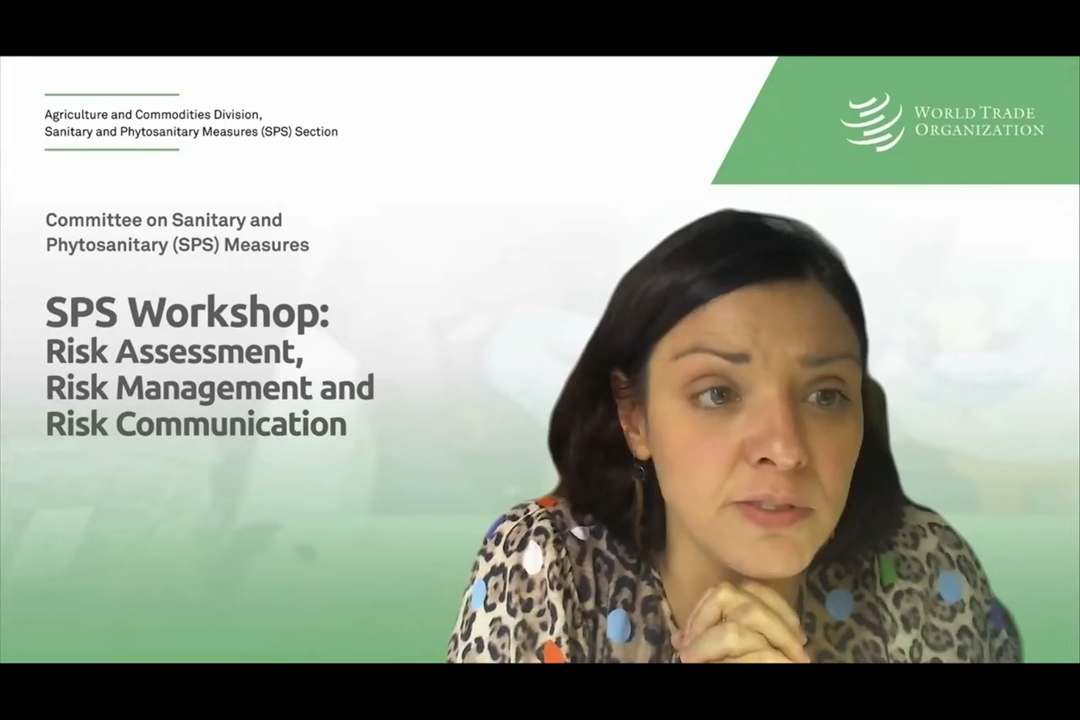 Agriculture and Commodities Division,
Sanitary and Phytosanitary Measures (SPS) Section
WORLD TRADE
ORGANIZATION
Committee on Sanitary and
Phytosanitary (SPS) Measures
SPS Workshop:
Risk Assessment,
Risk Management and
Risk Communication